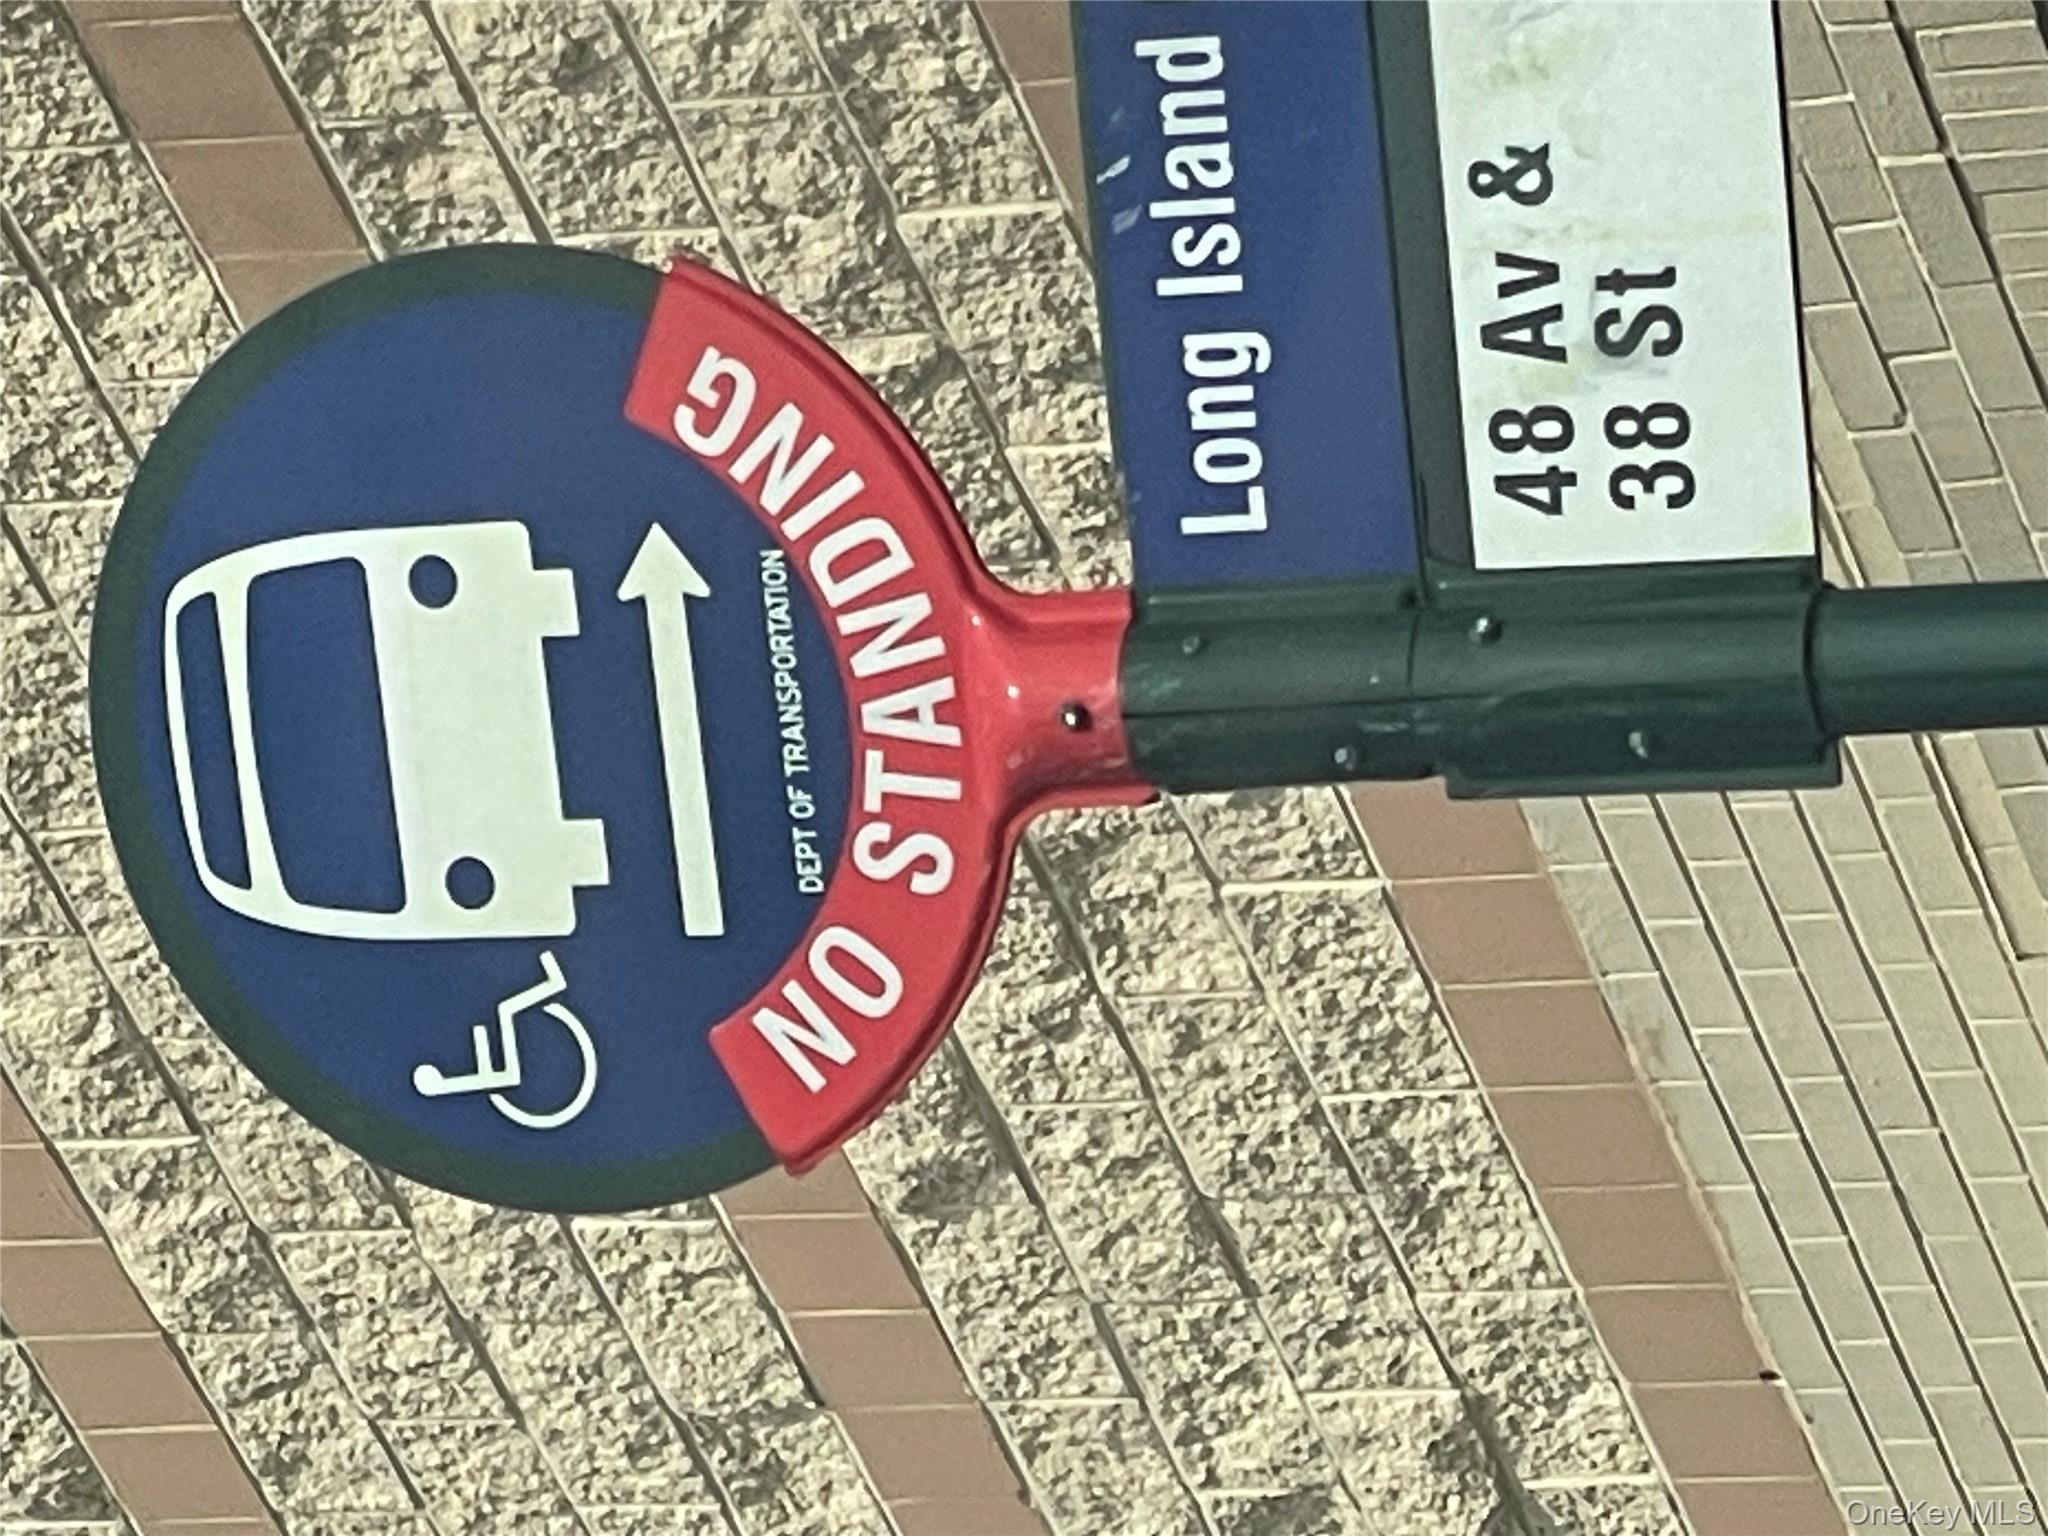 DEPT OF TRANSPORTATION
NO STANDING
Long Island
48 Av &
38 St
OneKey MLS